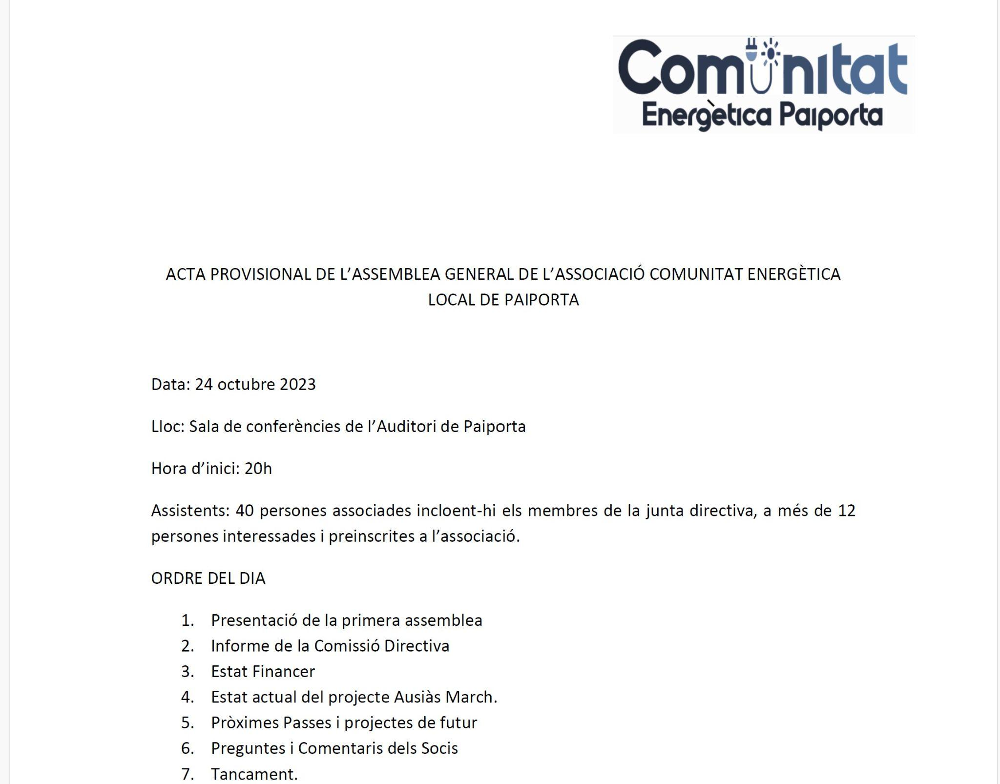 Comunitat
Energètica Paiporta
ACTA PROVISIONAL DE L’ASSEMBLEA GENERAL DE L’ASSOCIACIÓ COMUNITAT ENERGÈTICA
LOCAL DE PAIPORTA
Data: 24 octubre 2023
Lloc: Sala de conferències de l’Auditori de Paiporta
Hora d’inici: 20h
Assistents: 40 persones associades incloent-hi els membres de la junta directiva, a més de 12
persones interessades i preinscrites a l’associació.
ORDRE DEL DIA
1. Presentació de la primera assemblea
2. Informe de la Comissió Directiva
3. Estat Financer
4. Estat actual del projecte Ausiàs March.
5. Pròximes Passes i projectes de futur
6. Preguntes i Comentaris dels Socis
7. Tancament.